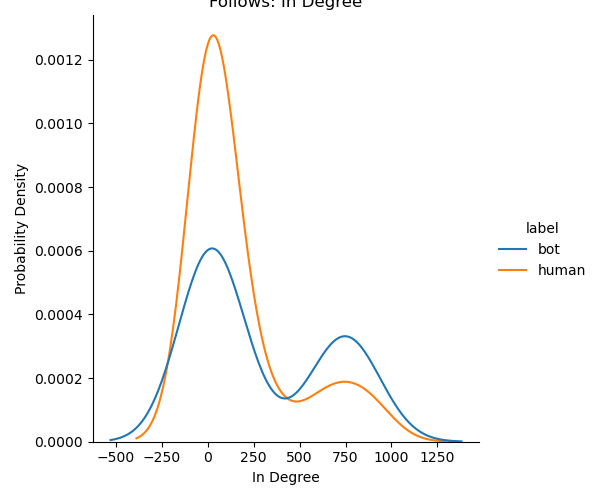 Follows: In Degree
0.0012
0.0010
0.0008
0.0006
0.0004
0.0002
0.0000
Probability Density
−500 −250 0 250 500 750 1000 1250
In Degree
label
bot
human